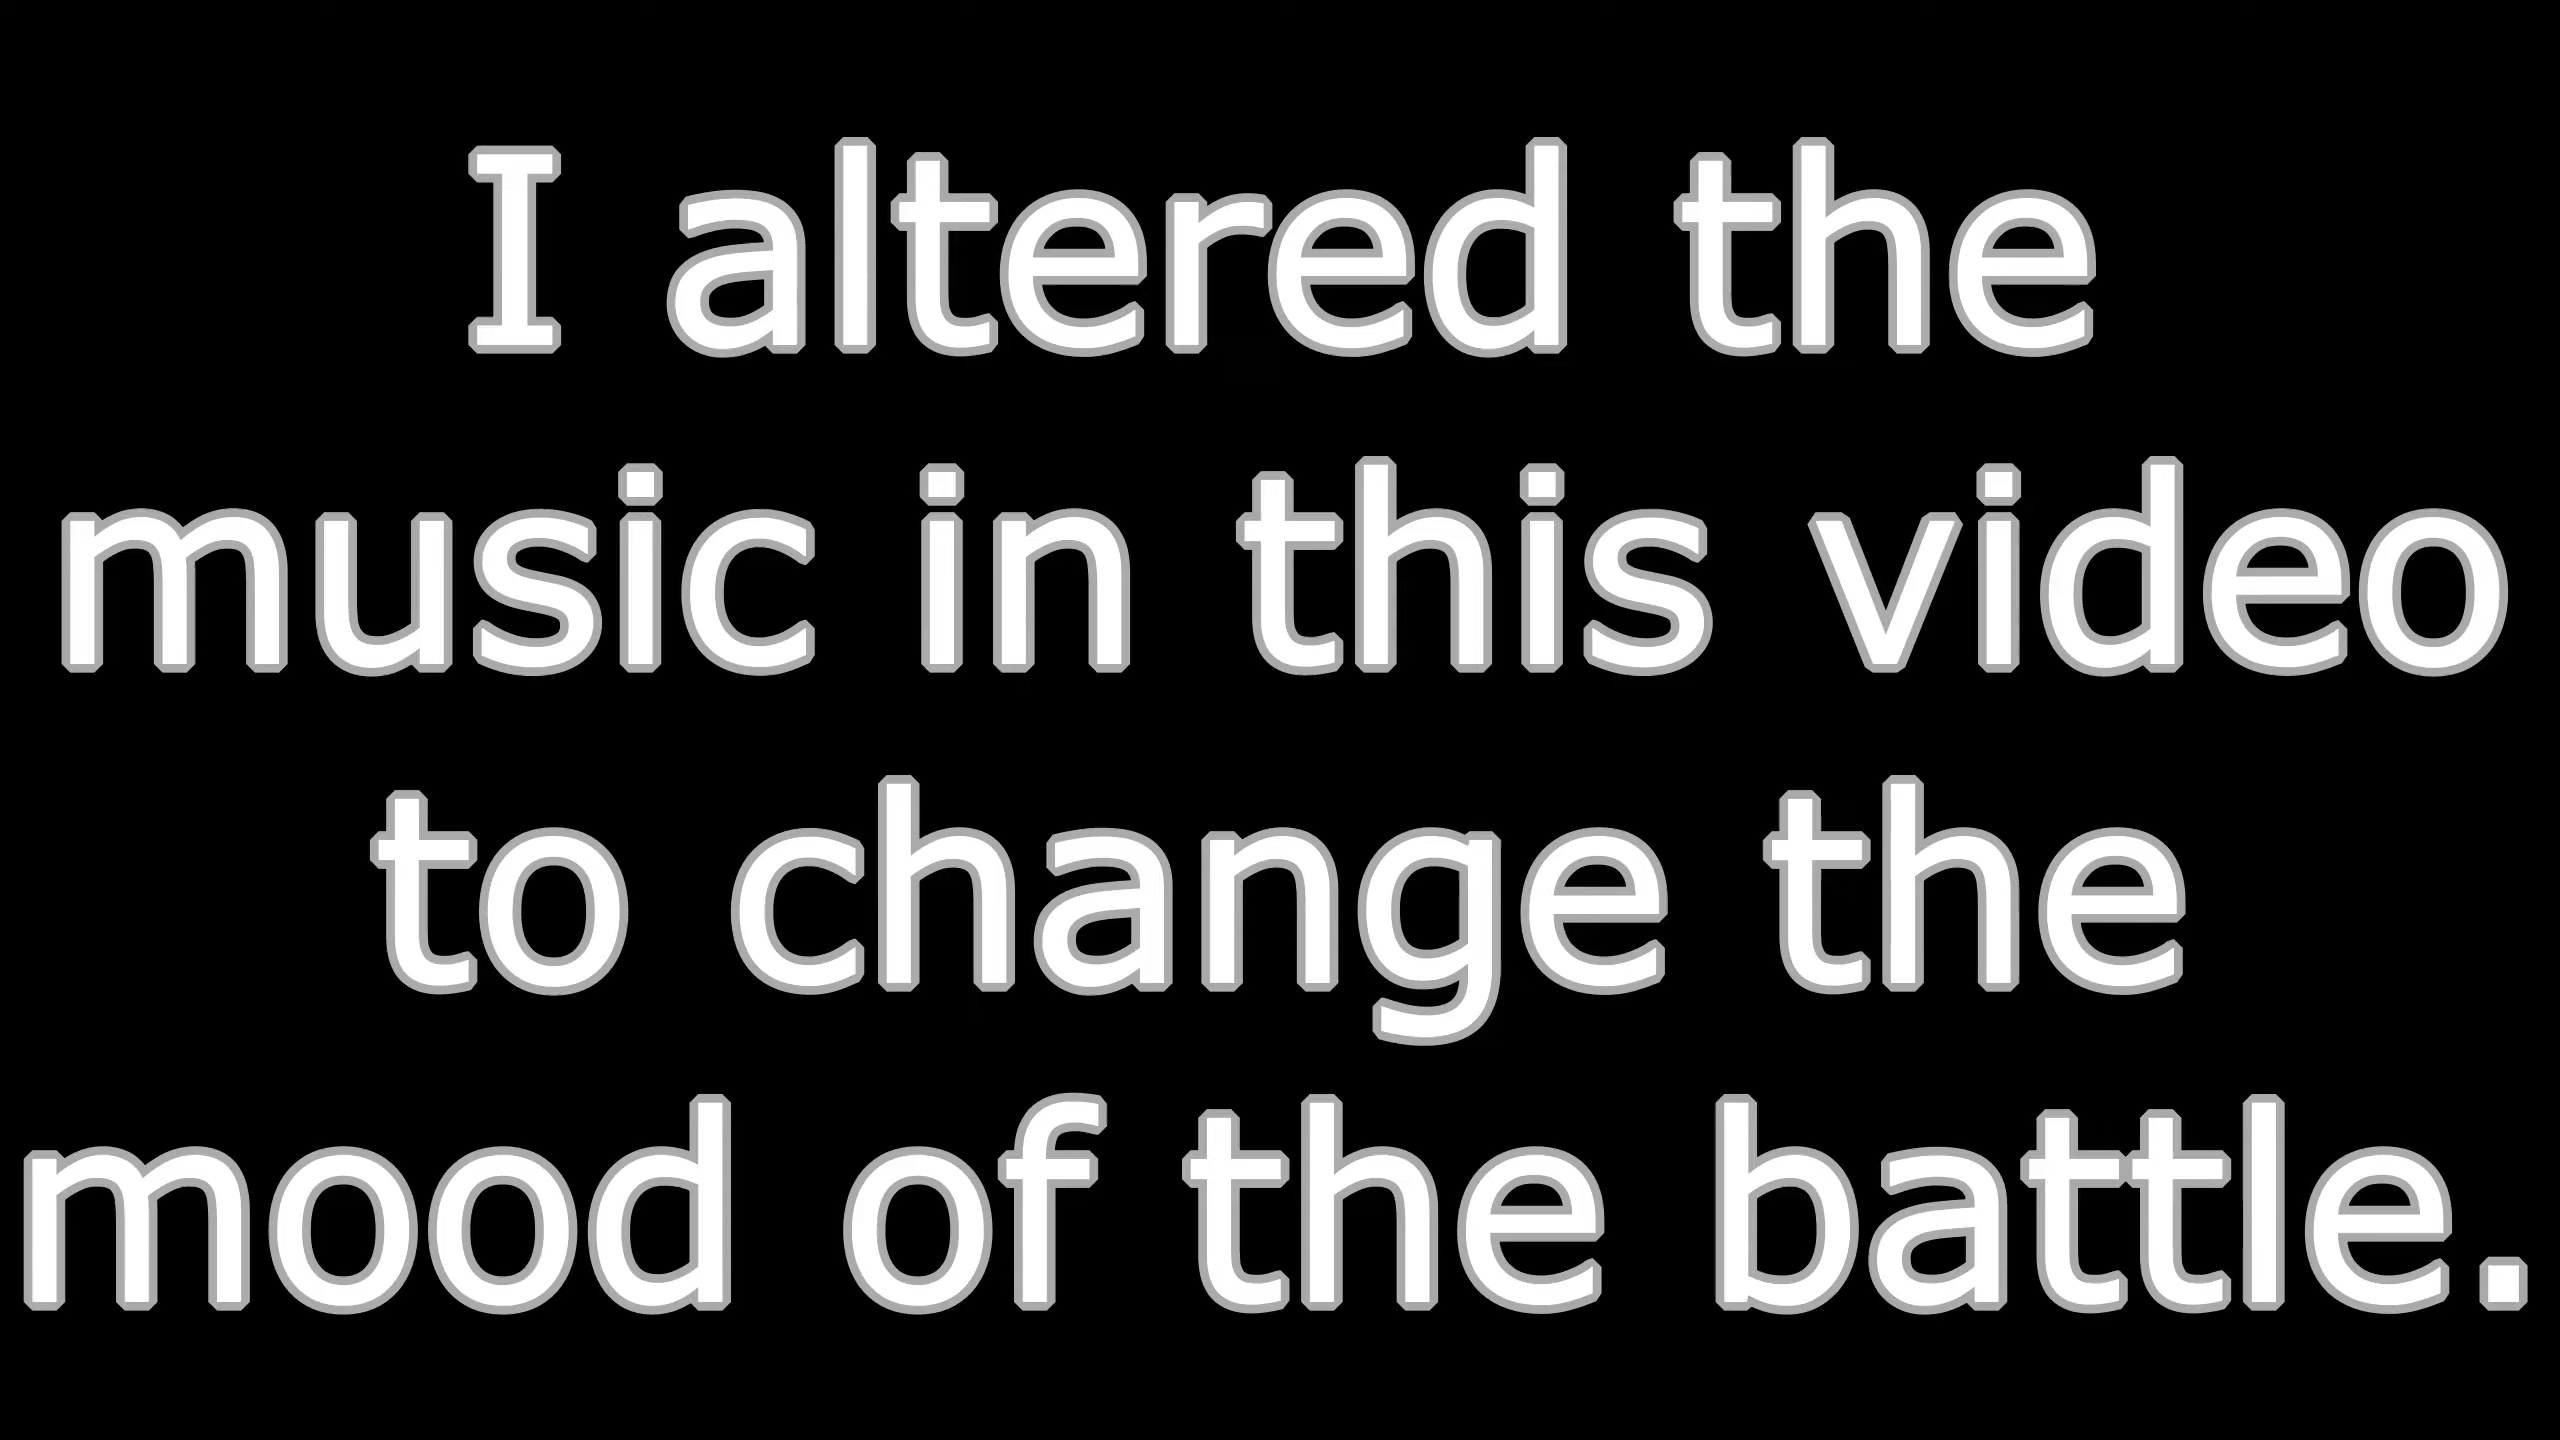 I altered the
music in this video
to change the
mood of the battle.